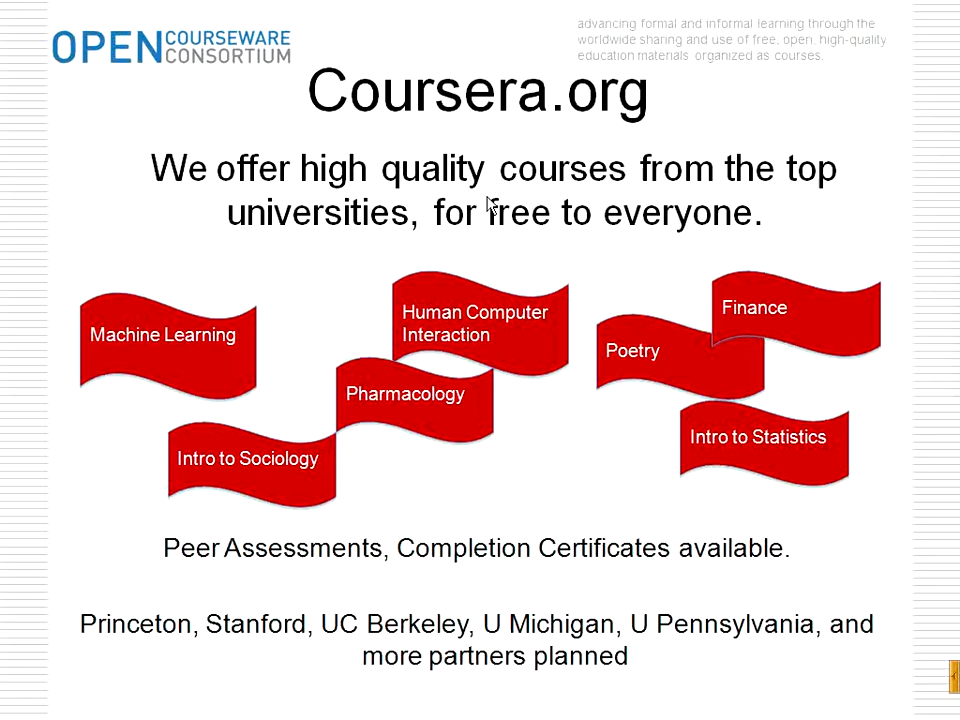 OPEN COURSEWARE CONSORTIUM
advancing formal and informal learning through the
worldwide sharing and use of free, open, high-quality
education materials organized as courses.
Coursera.org
We offer high quality courses from the top
universities, for free to everyone.
Machine Learning
Human Computer
Interaction
Pharmacology
Intro to Sociology
Finance
Poetry
Intro to Statistics
Peer Assessments, Completion Certificates available.
Princeton, Stanford, UC Berkeley, U Michigan, U Pennsylvania, and
more partners planned